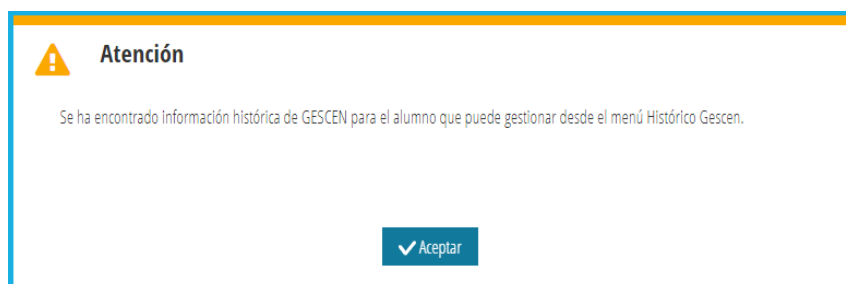 Atención
Se ha encontrado información histórica de GESCEN para el alumno que puede gestionar desde el menú Histórico Gescen.
Aceptar